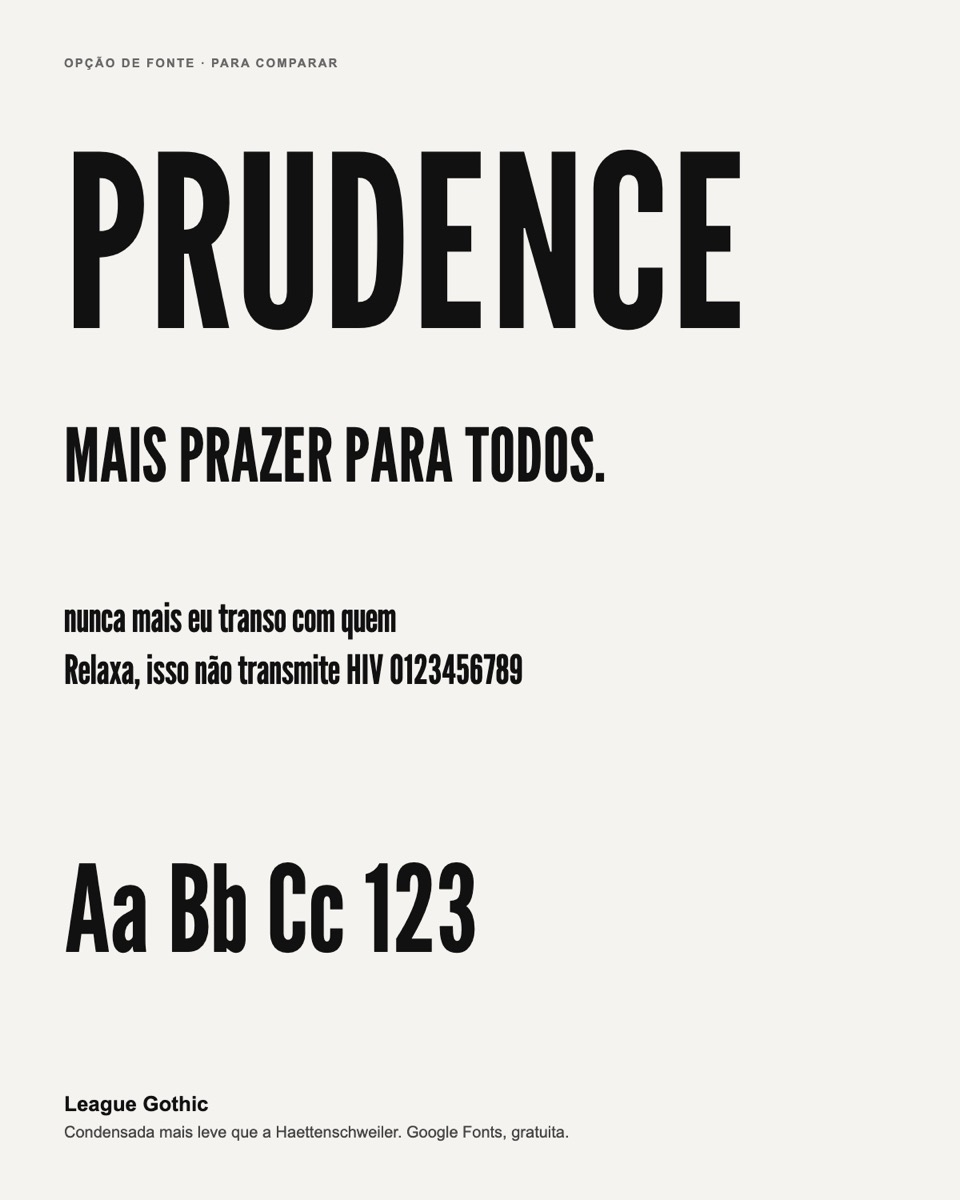 OPÇÃO DE FONTE · PARA COMPARAR
PRUDENCE
MAIS PRAZER PARA TODOS.
nunca mais eu transo com quem
Relaxa, isso não transmite HIV 0123456789
Aa Bb Cc 123
League Gothic
Condensada mais leve que a Haettenschweiler. Google Fonts, gratuita.